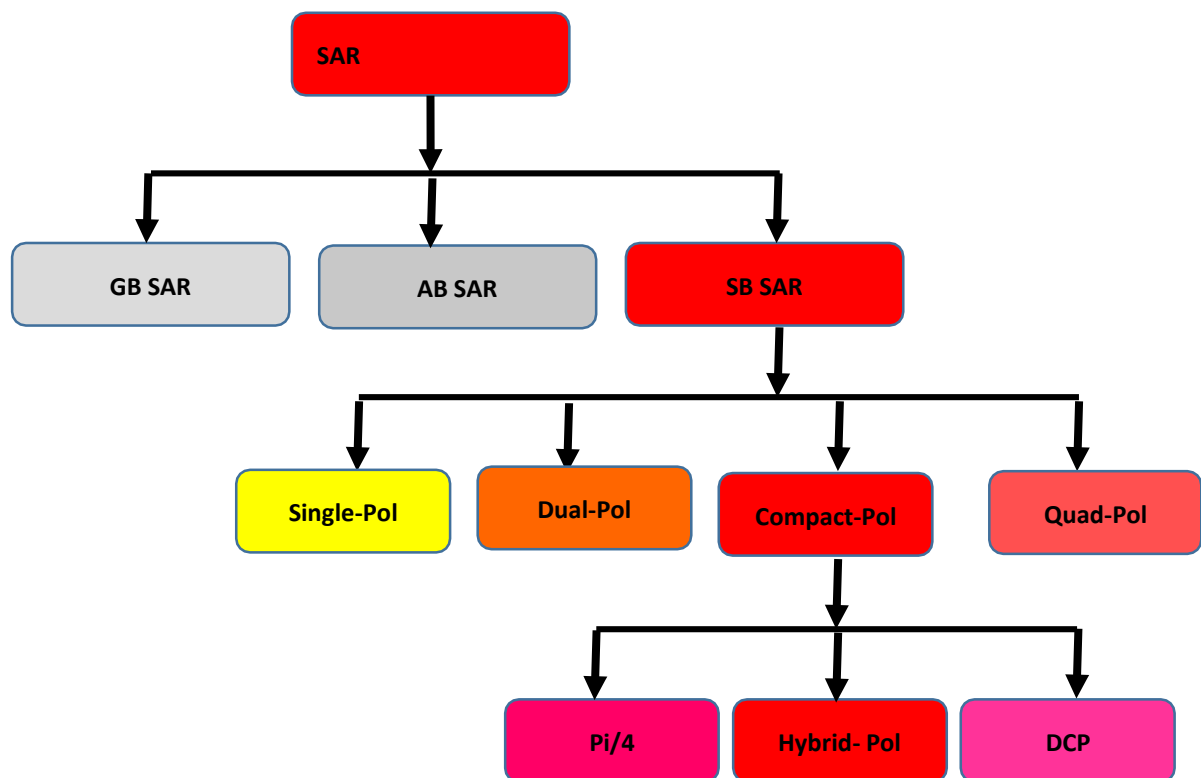 SAR
GB SAR
AB SAR
SB SAR
Single-Pol
Dual-Pol
Compact-Pol
Quad-Pol
Pi/4
Hybrid- Pol
DCP